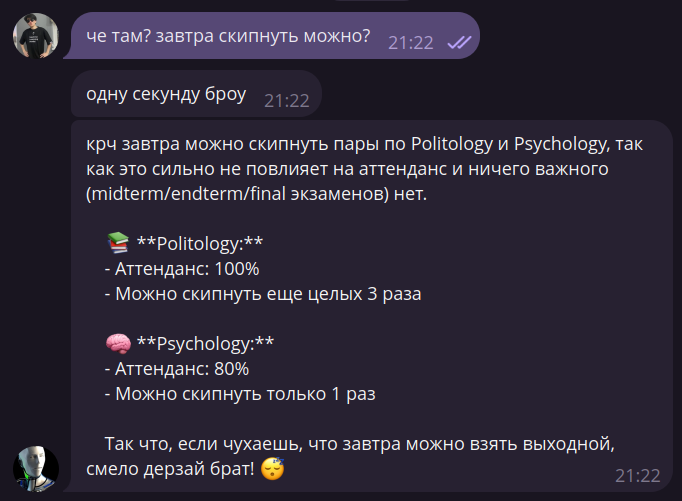 че там? завтра скипнуть можно? 21:22
одну секунду броу 21:22
крч завтра можно скипнуть пары по Politology и Psychology, так
как это сильно не повлияет на аттенданс и ничего важного
(midterm/endterm/final экзаменов) нет.
📚 **Politology:**
- Аттенданс: 100%
- Можно скипнуть еще целых 3 раза
🧠 **Psychology:**
- Аттенданс: 80%
- Можно скипнуть только 1 раз
Так что, если чухаешь, что завтра можно взять выходной,
смело дерзай брат! 😴 21:22